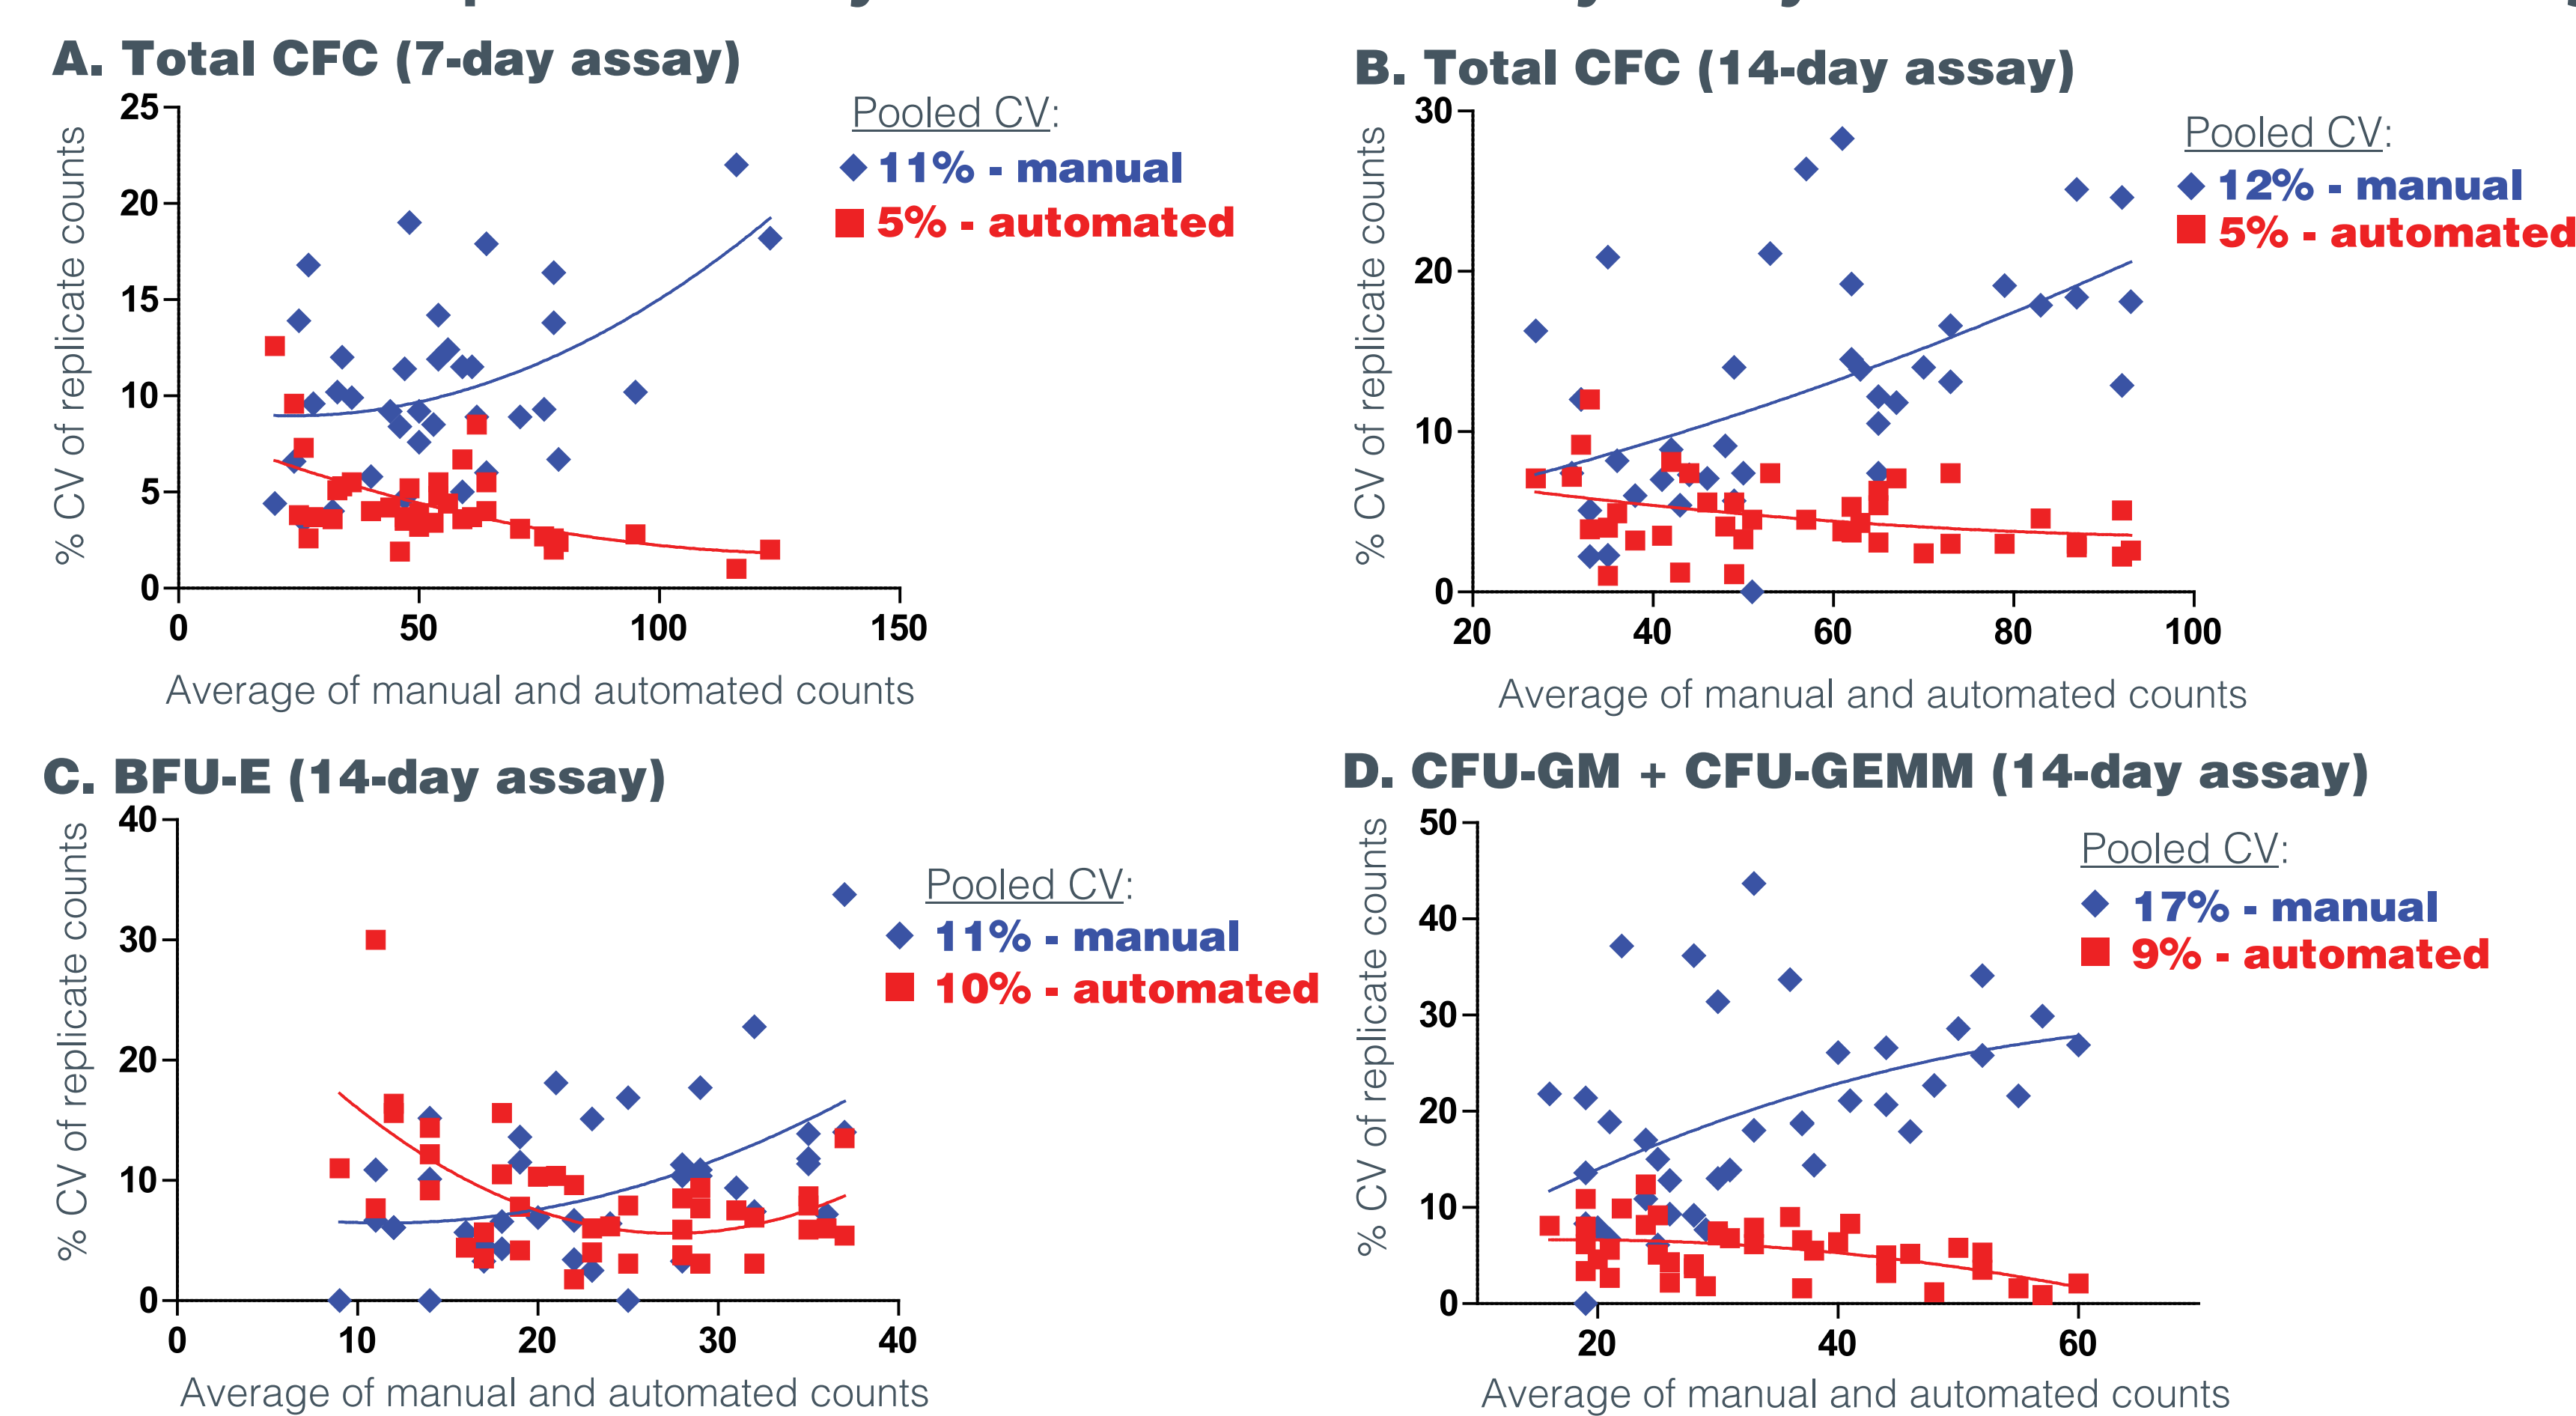 A. Total CFC (7-day assay)
% CV of replicate counts
25
20
15
10
5
0
0 50 100 150
Average of manual and automated counts
Pooled CV:
11% - manual
5% - automated
B. Total CFC (14-day assay)
% CV of replicate counts
30
20
10
0
20 40 60 80 100
Average of manual and automated counts
Pooled CV:
12% - manual
5% - automated
C. BFU-E (14-day assay)
% CV of replicate counts
40
30
20
10
0
0 10 20 30 40
Average of manual and automated counts
Pooled CV:
11% - manual
10% - automated
D. CFU-GM + CFU-GEMM (14-day assay)
% CV of replicate counts
50
40
30
20
10
0
20 40 60
Average of manual and automated counts
Pooled CV:
17% - manual
9% - automated